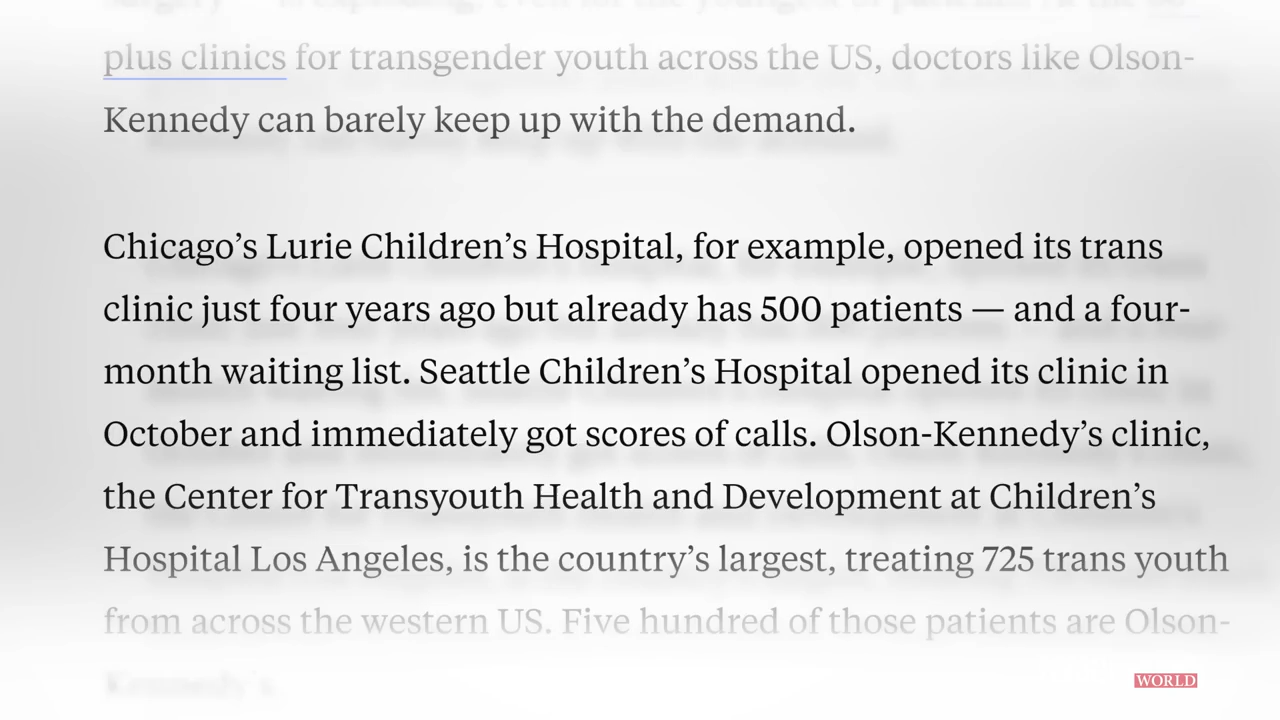 plus clinics for transgender youth across the US, doctors like Olson-
Kennedy can barely keep up with the demand.
Chicago’s Lurie Children’s Hospital, for example, opened its trans
clinic just four years ago but already has 500 patients — and a four-
month waiting list. Seattle Children’s Hospital opened its clinic in
October and immediately got scores of calls. Olson-Kennedy’s clinic,
the Center for Transyouth Health and Development at Children’s
Hospital Los Angeles, is the country’s largest, treating 725 trans youth
from across the western US. Five hundred of those patients are Olson-
Kennedy’s.
WORLD